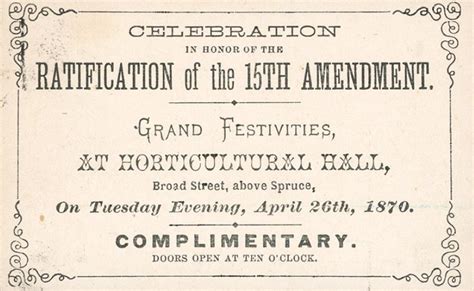 CELEBRATION
IN HONOR OF THE
RATIFICATION of the 15TH AMENDMENT.
GRAND FESTIVITIES,
AT HORTICULTURAL HALL,
Broad Street, above Spruce,
On Tuesday Evening, April 26th, 1870.
COMPLIMENTARY.
DOORS OPEN AT TEN O'CLOCK.